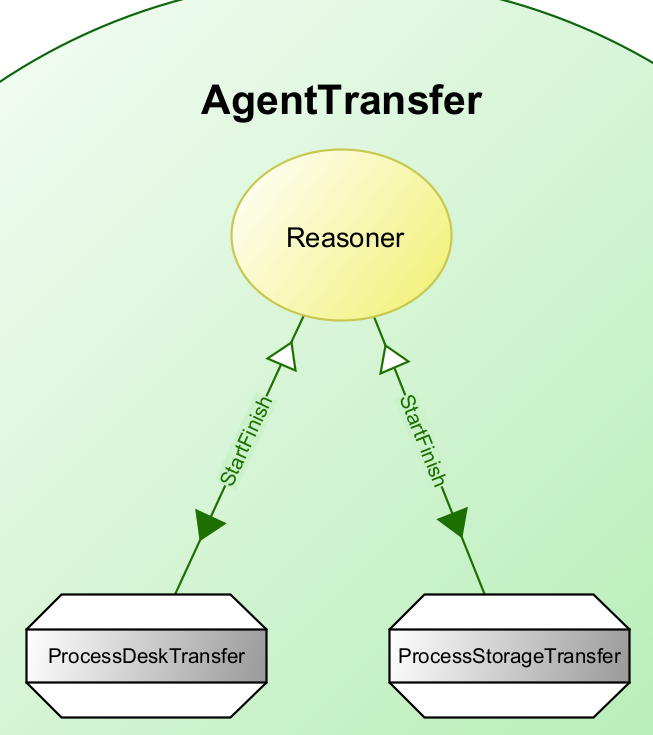 AgentTransfer
Reasoner
StartFinish
StartFinish
ProcessDeskTransfer
ProcessStorageTransfer